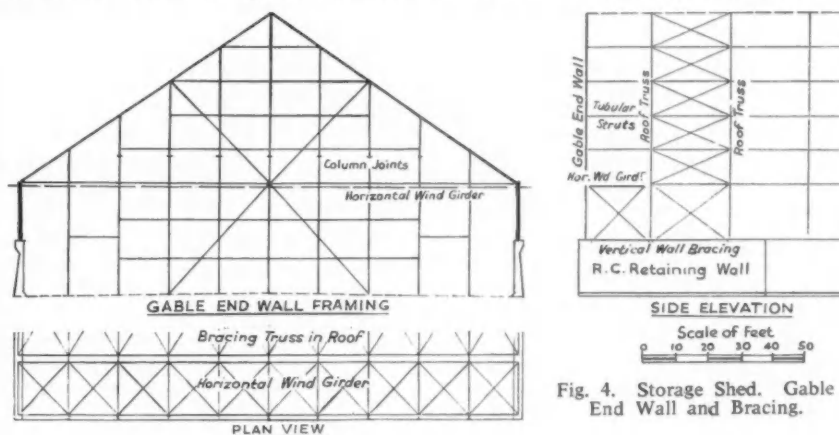 Column Joints
Horizontal Wind Girder
GABLE END WALL FRAMING
Bracing Truss in Roof
Horizontal Wind Girder
PLAN VIEW
Gable End Wall
Tubular
Struts
Roof Truss
Roof Truss
Hor. Wd Gird.
Vertical Wall Bracing
R.C. Retaining Wall
SIDE ELEVATION
Scale of Feet
0 10 20 30 40 50
Fig. 4. Storage Shed. Gable
End Wall and Bracing.